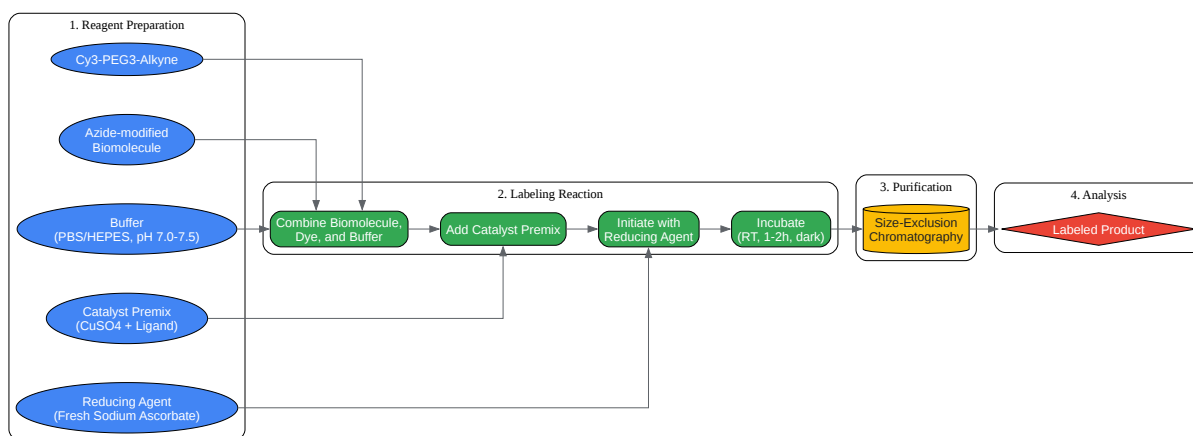 1. Reagent Preparation
Cy3-PEG3-Alkyne
Azide-modified
Biomolecule
Buffer
(PBS/HEPES, pH 7.0-7.5)
Catalyst Premix
(CuSO4 + Ligand)
Reducing Agent
(Fresh Sodium Ascorbate)
2. Labeling Reaction
Combine Biomolecule,
Dye, and Buffer
Add Catalyst Premix
Initiate with
Reducing Agent
Incubate
(RT, 1-2h, dark)
3. Purification
Size-Exclusion
Chromatography
4. Analysis
Labeled Product